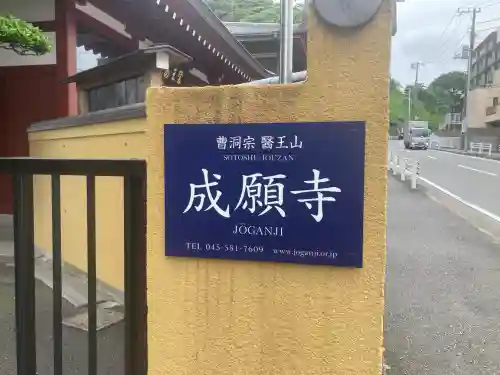 曹洞宗 醫王山
SOTOSHU IOUZAN
成願寺
JŌGANJI
TEL 045-581-7609 www.joganji.or.jp